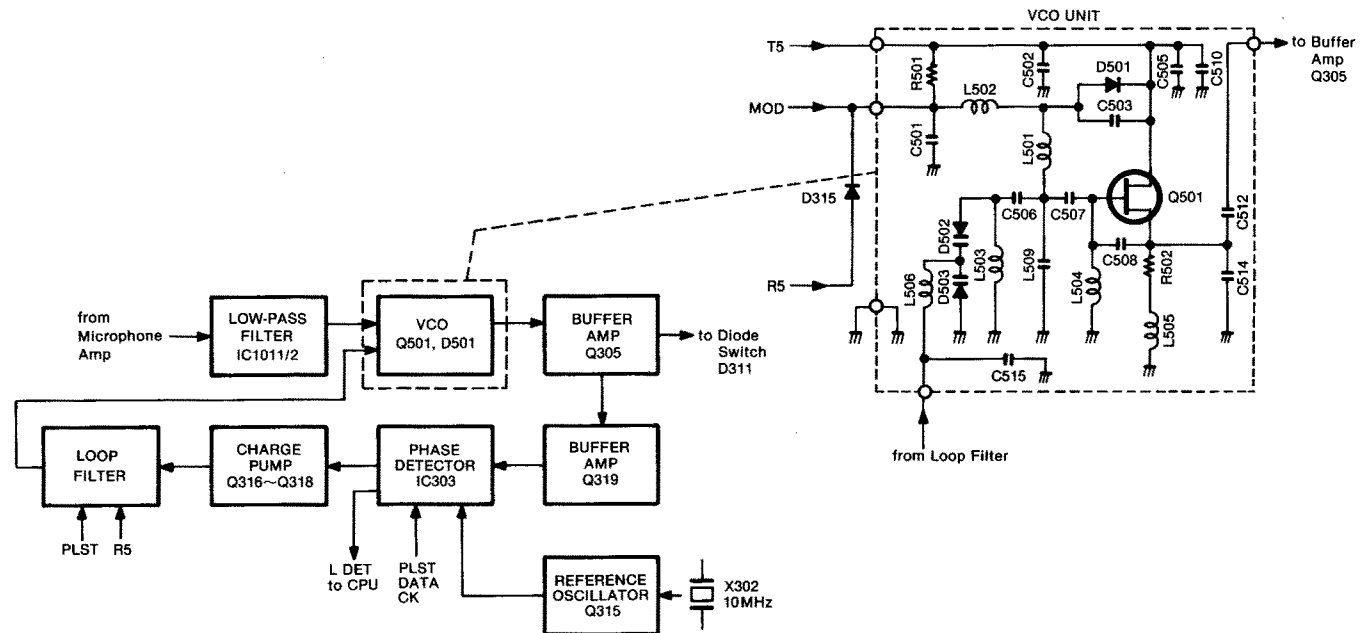 VCO UNIT
T5
MOD
R5
D315
R501
C501
L502
C502
D501
C503
C505
C510
L501
Q501
C506
C507
D502
D503
L506
L503
L509
L504
C508
R502
L505
C512
C514
C515
to Buffer
Amp
Q305
from Loop Filter
from
Microphone
Amp
LOW-PASS
FILTER
IC1011/2
VCO
Q501, D501
BUFFER
AMP
Q305
to Diode
Switch
D311
LOOP
FILTER
CHARGE
PUMP
Q316~Q318
PHASE
DETECTOR
IC303
BUFFER
AMP
Q319
PLST R5
L DET
to CPU
PLST
DATA
CK
REFERENCE
OSCILLATOR
Q315
X302
10MHz